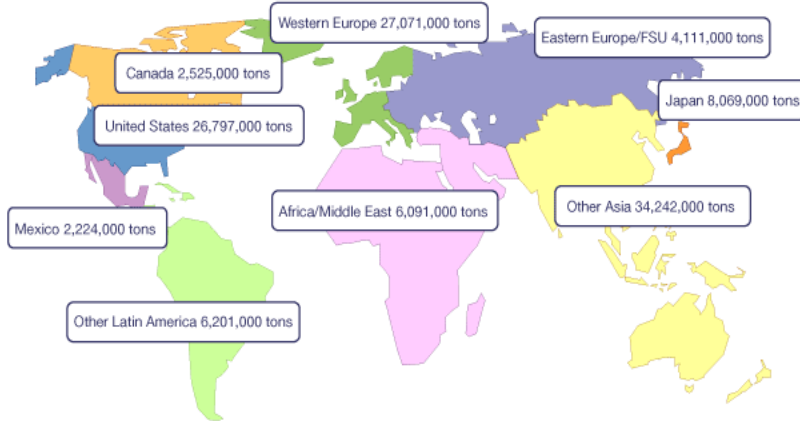 Western Europe 27,071,000 tons
Eastern Europe/FSU 4,111,000 tons
Canada 2,525,000 tons
Japan 8,069,000 tons
United States 26,797,000 tons
Africa/Middle East 6,091,000 tons
Other Asia 34,242,000 tons
Mexico 2,224,000 tons
Other Latin America 6,201,000 tons